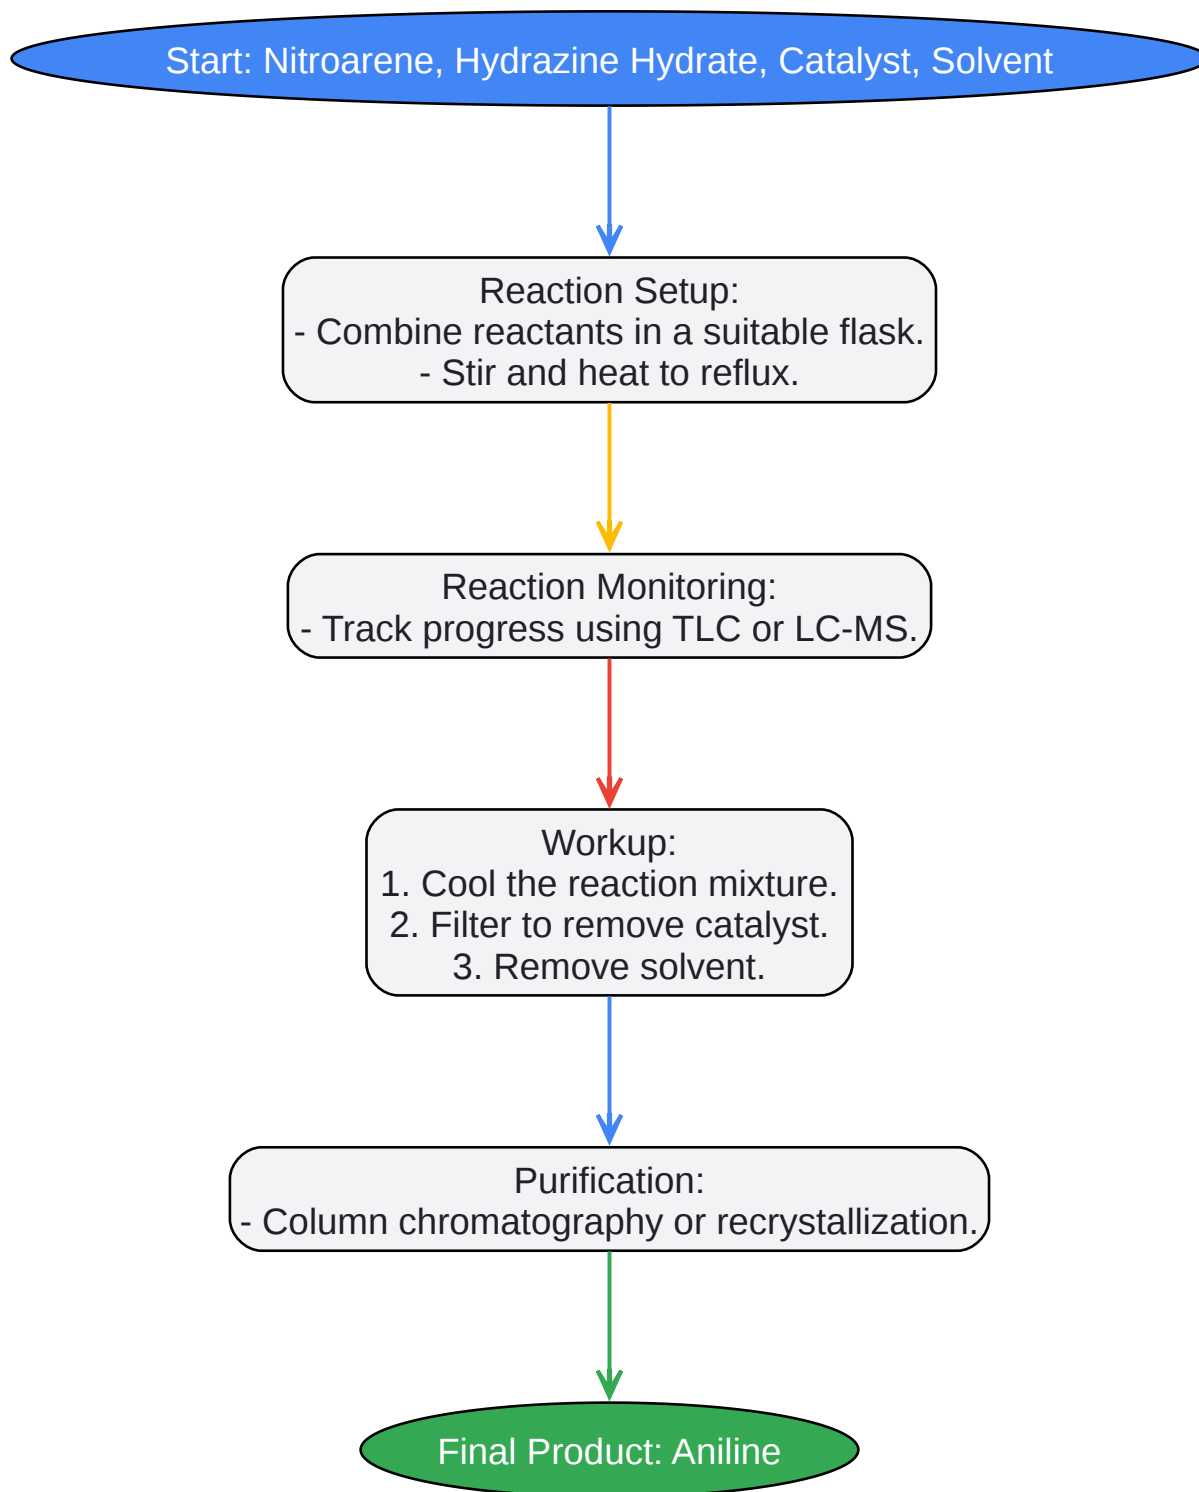 Start: Nitroarene, Hydrazine Hydrate, Catalyst, Solvent
Reaction Setup:
- Combine reactants in a suitable flask.
- Stir and heat to reflux.
Reaction Monitoring:
- Track progress using TLC or LC-MS.
Workup:
1. Cool the reaction mixture.
2. Filter to remove catalyst.
3. Remove solvent.
Purification:
- Column chromatography or recrystallization.
Final Product: Aniline